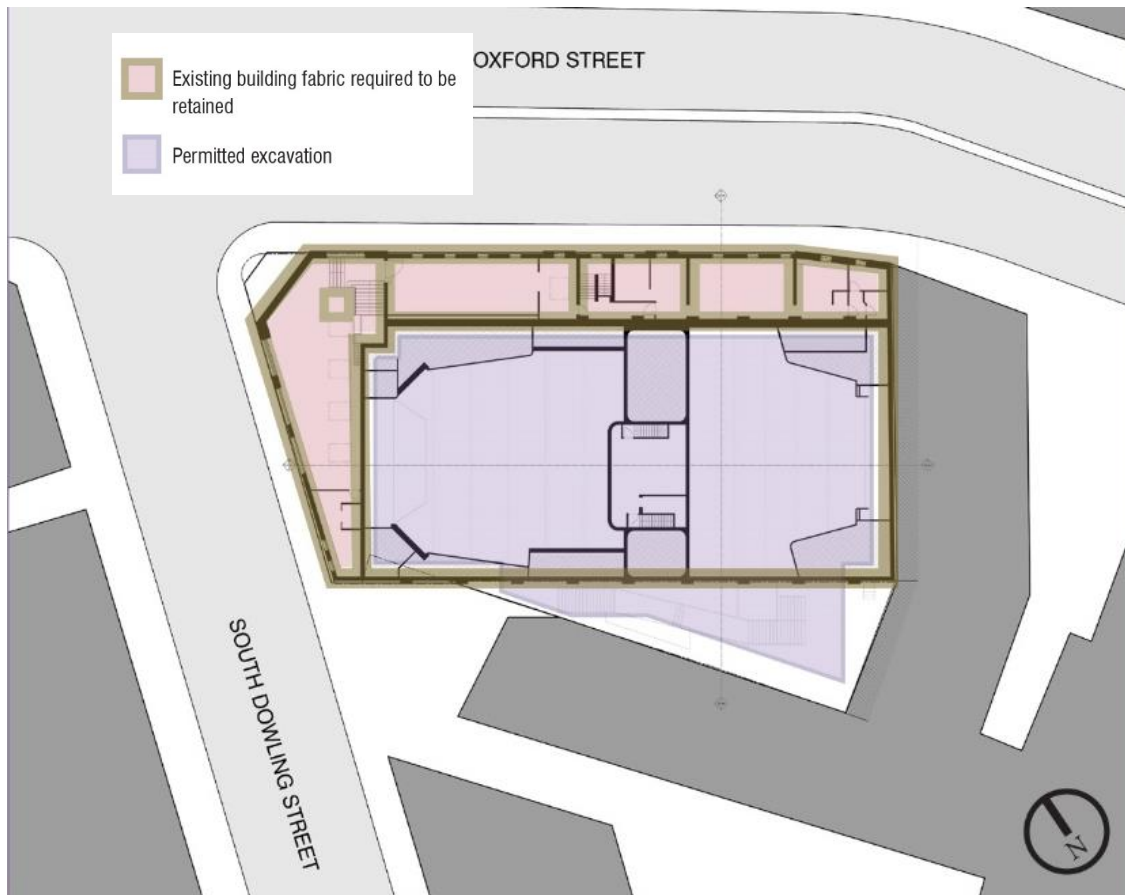 OXFORD STREET
Existing building fabric required to be
retained
Permitted excavation
SOUTH DOWLING STREET
N